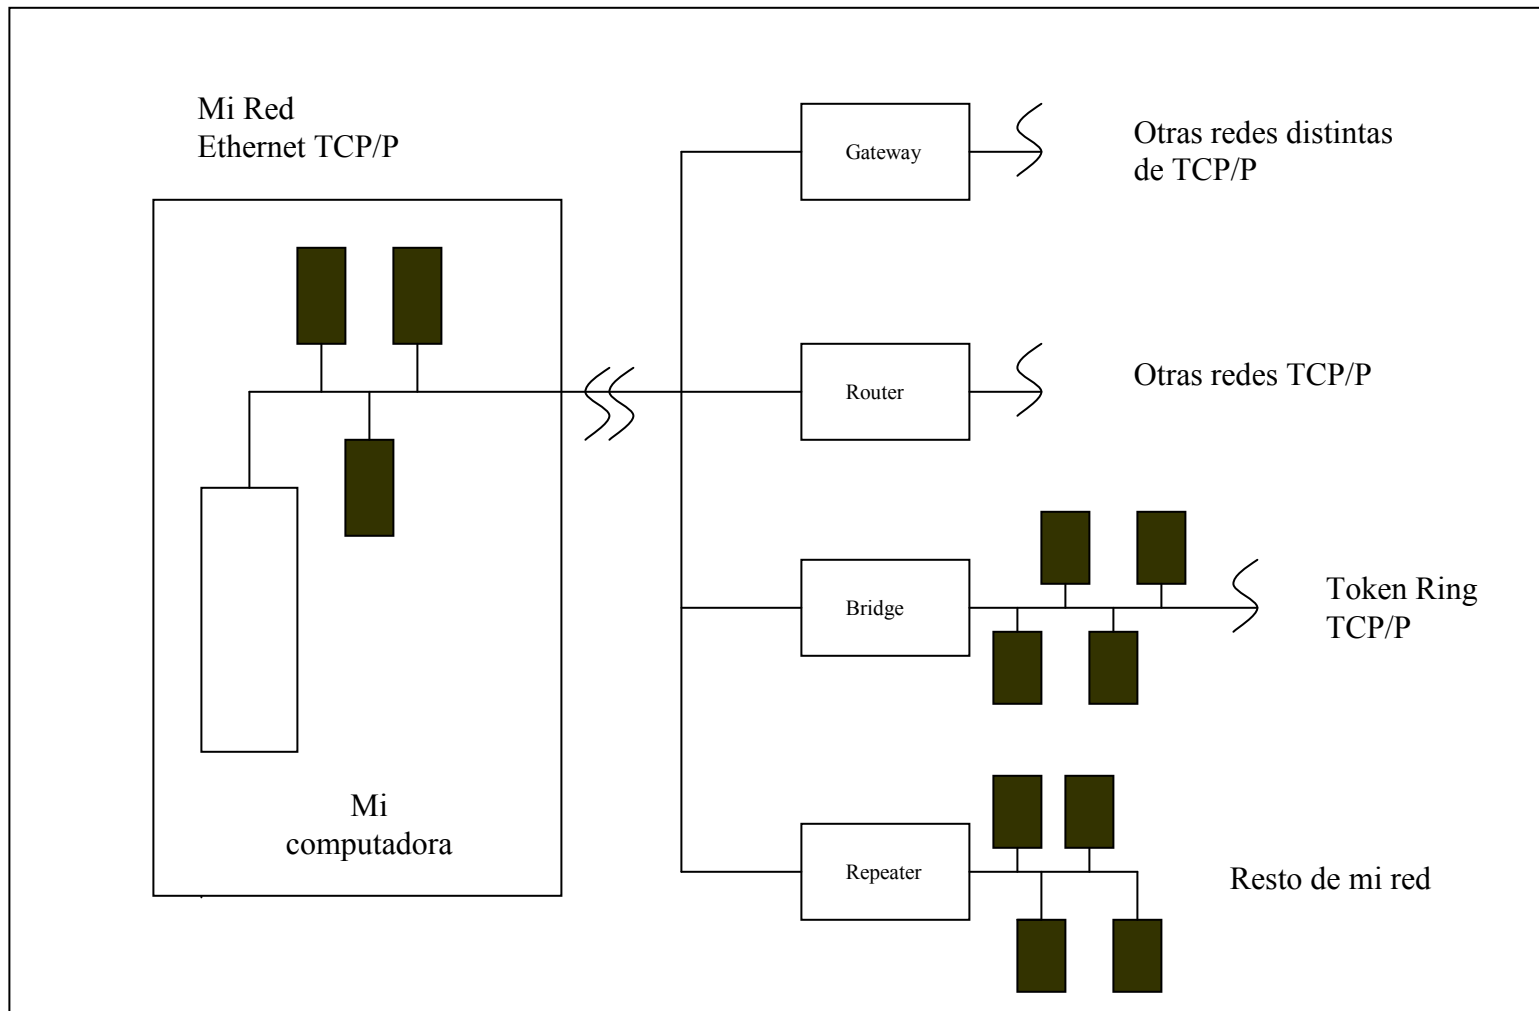 Mi Red
Ethernet TCP/P
Gateway
Otras redes distintas
de TCP/P
Router
Otras redes TCP/P
Bridge
Token Ring
TCP/P
Mi
computadora
Repeater
Resto de mi red